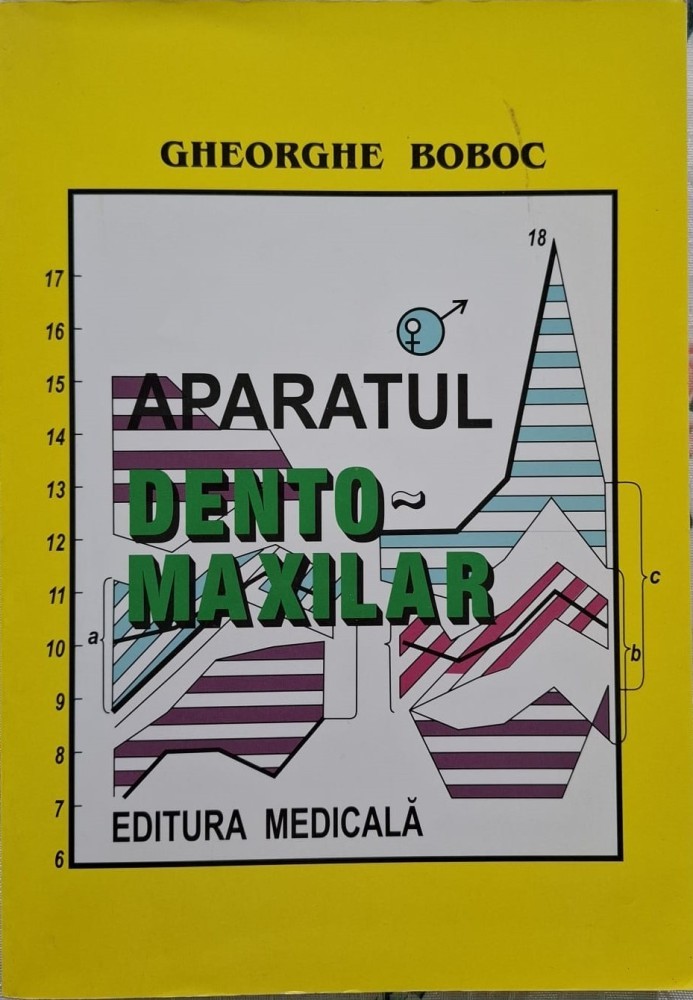 GHEORGHE BOBOC
18
17
16
15
APARATUL
14
13
DENTO~
12
MAXILAR
11
c
a
10
b
9
8
EDITURA MEDICALĂ
7
6